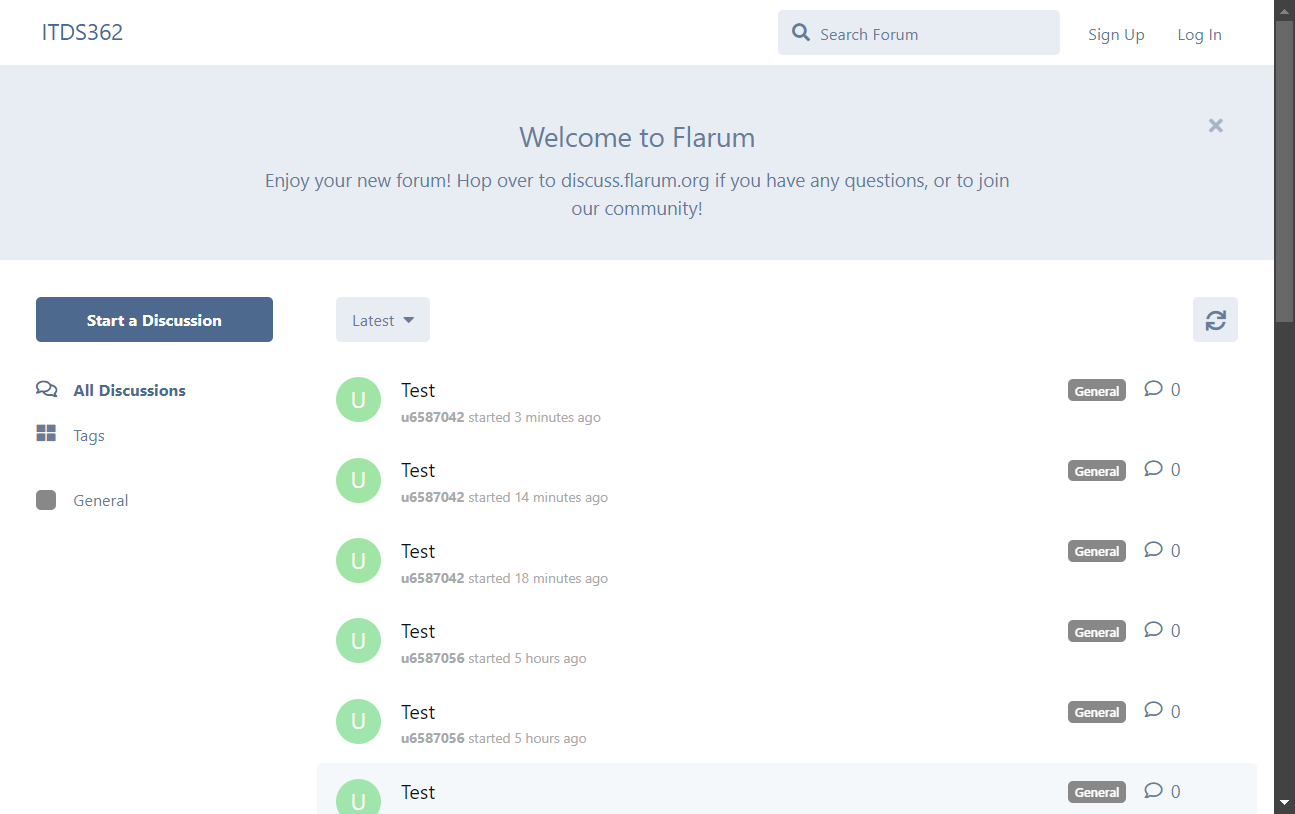 ITDS362
Search Forum
Sign Up
Log In
Welcome to Flarum
Enjoy your new forum! Hop over to discuss.flarum.org if you have any questions, or to join
our community!
Start a Discussion
All Discussions
Tags
General
Latest
U
Test
General
0
u6587042 started 3 minutes ago
U
Test
General
0
u6587042 started 14 minutes ago
U
Test
General
0
u6587042 started 18 minutes ago
U
Test
General
0
u6587056 started 5 hours ago
U
Test
General
0
u6587056 started 5 hours ago
U
Test
General
0